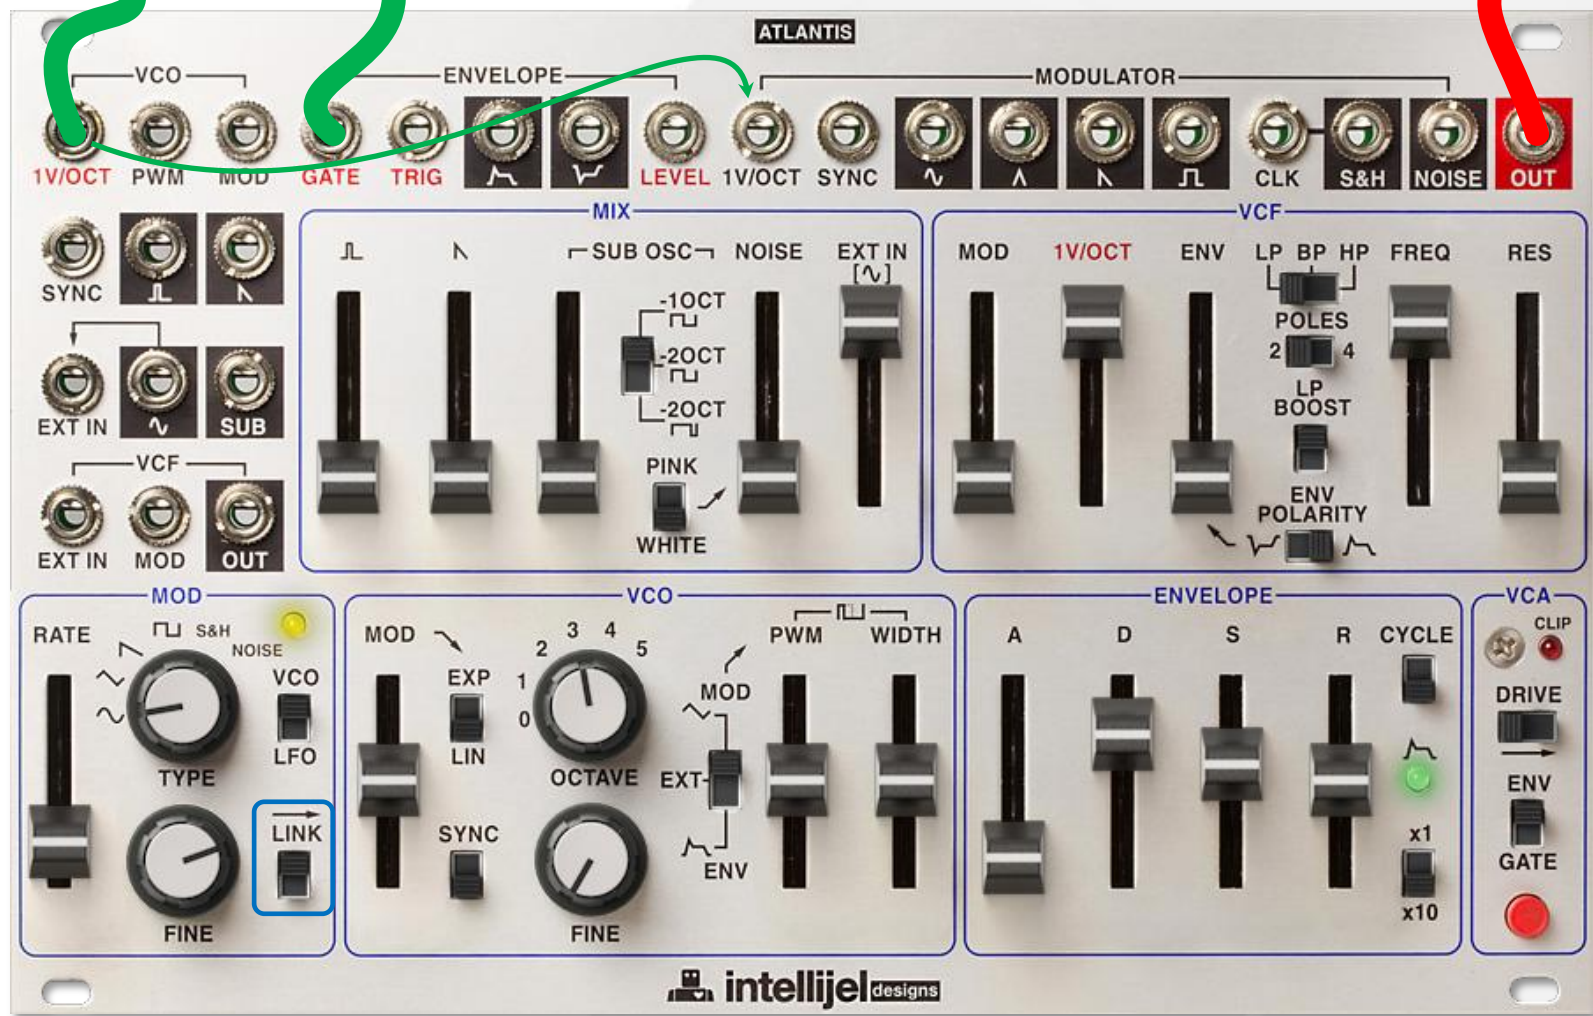 ATLANTIS
VCO ENVELOPE MODULATOR
1V/OCT PWM MOD GATE TRIG LEVEL 1V/OCT SYNC CLK S&H NOISE OUT
SYNC
EXT IN SUB
VCF
EXT IN MOD OUT
MIX
SUB OSC NOISE EXT IN
-1OCT
-2OCT
-2OCT
PINK
WHITE
VCF
MOD 1V/OCT ENV LP BP HP FREQ RES
POLES
2 4
LP
BOOST
ENV
POLARITY
MOD
RATE S&H
NOISE
VCO
LFO
TYPE
LINK
FINE
VCO
MOD PWM WIDTH
EXP
LIN
0 1 2 3 4 5
OCTAVE
MOD
EXT
ENV
SYNC
FINE
ENVELOPE
A D S R CYCLE
x1
x10
VCA
CLIP
DRIVE
ENV
GATE
intellijel designs